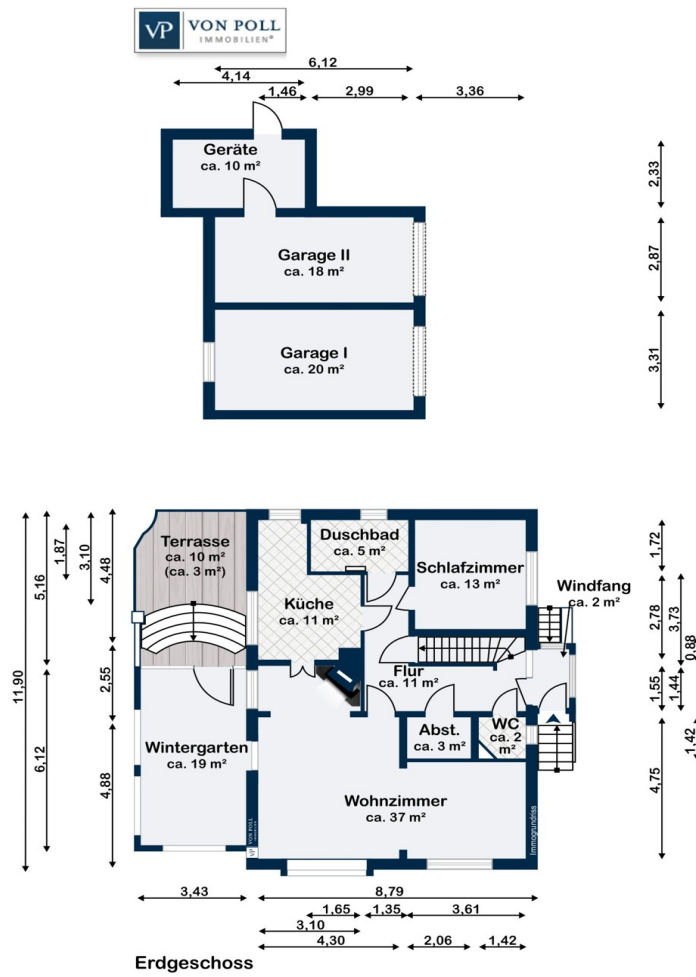 VP VON POLL
IMMOBILIEN®
6,12
4,14
1,46
2,99
3,36
Geräte
ca. 10 m²
2,33
Garage II
ca. 18 m²
2,87
Garage I
ca. 20 m²
3,31
11,90
5,16
1,87
3,10
4,48
Terrasse
ca. 10 m²
(ca. 3 m²)
Duschbad
ca. 5 m²
Schlafzimmer
ca. 13 m²
Küche
ca. 11 m²
Windfang
ca. 2 m²
1,72
2,78
3,73
0,88
Flur
ca. 11 m²
2,55
1,55
1,44
6,12
4,88
Wintergarten
ca. 19 m²
Abst.
ca. 3 m²
WC
ca. 2
m²
1,42
4,75
Wohnzimmer
ca. 37 m²
VP VON POLL
IMMOBILIEN
Immogrundriss
3,43
8,79
1,65
1,35
3,61
3,10
4,30
2,06
1,42
Erdgeschoss